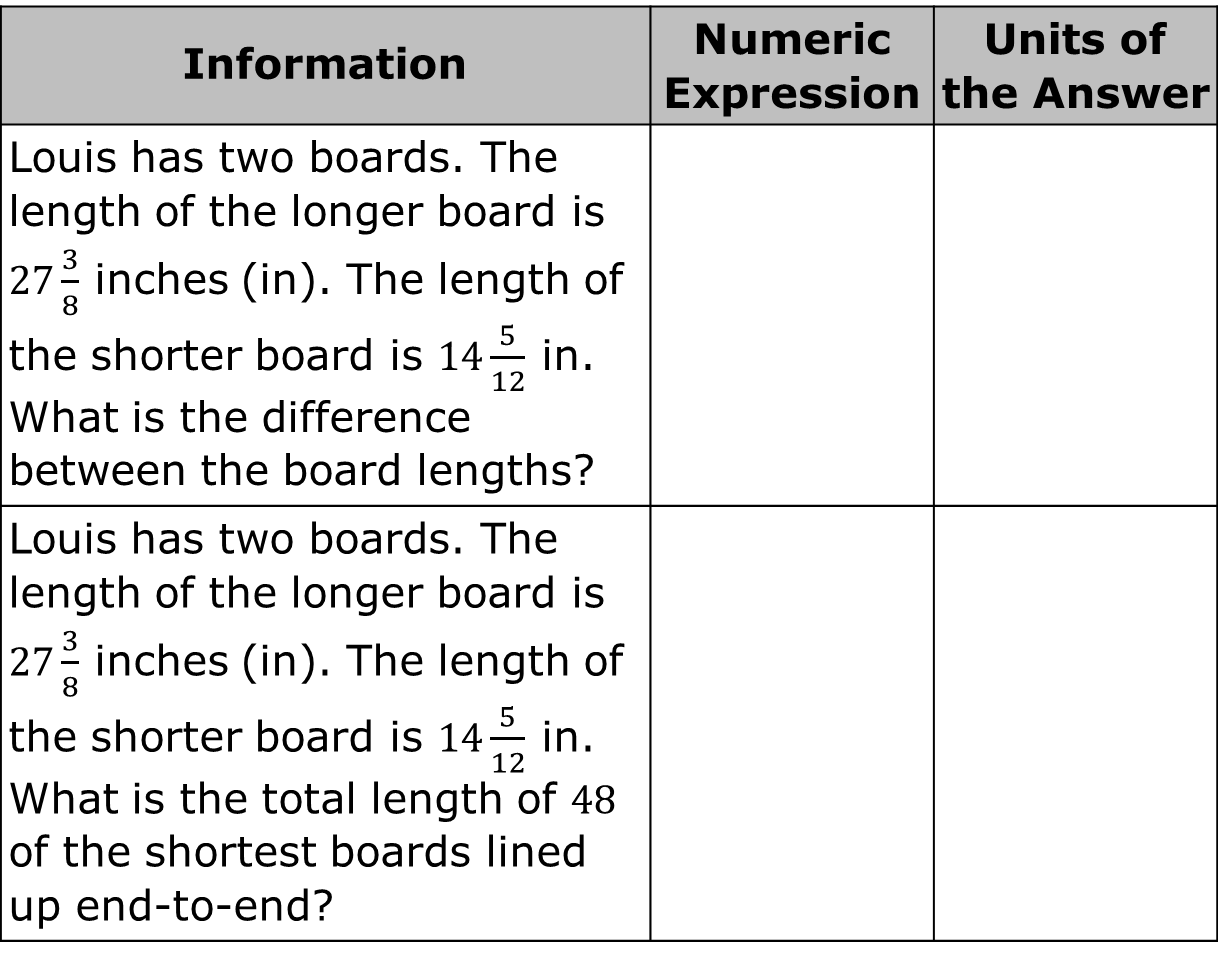 Information
Numeric
Expression
Units of
the Answer
Louis has two boards. The
length of the longer board is
27 3/8 inches (in). The length of
the shorter board is 14 5/12 in.
What is the difference
between the board lengths?
Louis has two boards. The
length of the longer board is
27 3/8 inches (in). The length of
the shorter board is 14 5/12 in.
What is the total length of 48
of the shortest boards lined
up end-to-end?